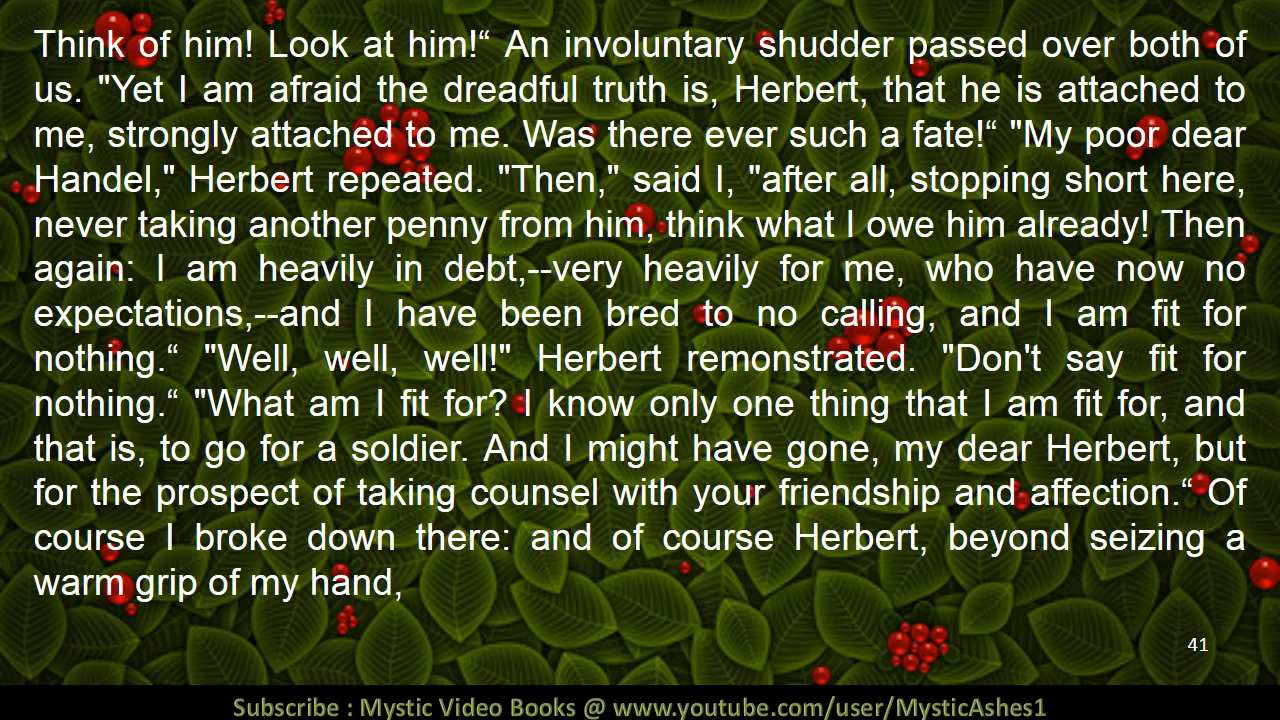 Think of him! Look at him!“ An involuntary shudder passed over both of
us. "Yet I am afraid the dreadful truth is, Herbert, that he is attached to
me, strongly attached to me. Was there ever such a fate!“ "My poor dear
Handel," Herbert repeated. "Then," said I, "after all, stopping short here,
never taking another penny from him, think what I owe him already! Then
again: I am heavily in debt,--very heavily for me, who have now no
expectations,--and I have been bred to no calling, and I am fit for
nothing.“ "Well, well, well!" Herbert remonstrated. "Don't say fit for
nothing.“ "What am I fit for? I know only one thing that I am fit for, and
that is, to go for a soldier. And I might have gone, my dear Herbert, but
for the prospect of taking counsel with your friendship and affection.“ Of
course I broke down there: and of course Herbert, beyond seizing a
warm grip of my hand,
41
Subscribe : Mystic Video Books @ www.youtube.com/user/MysticAshes1